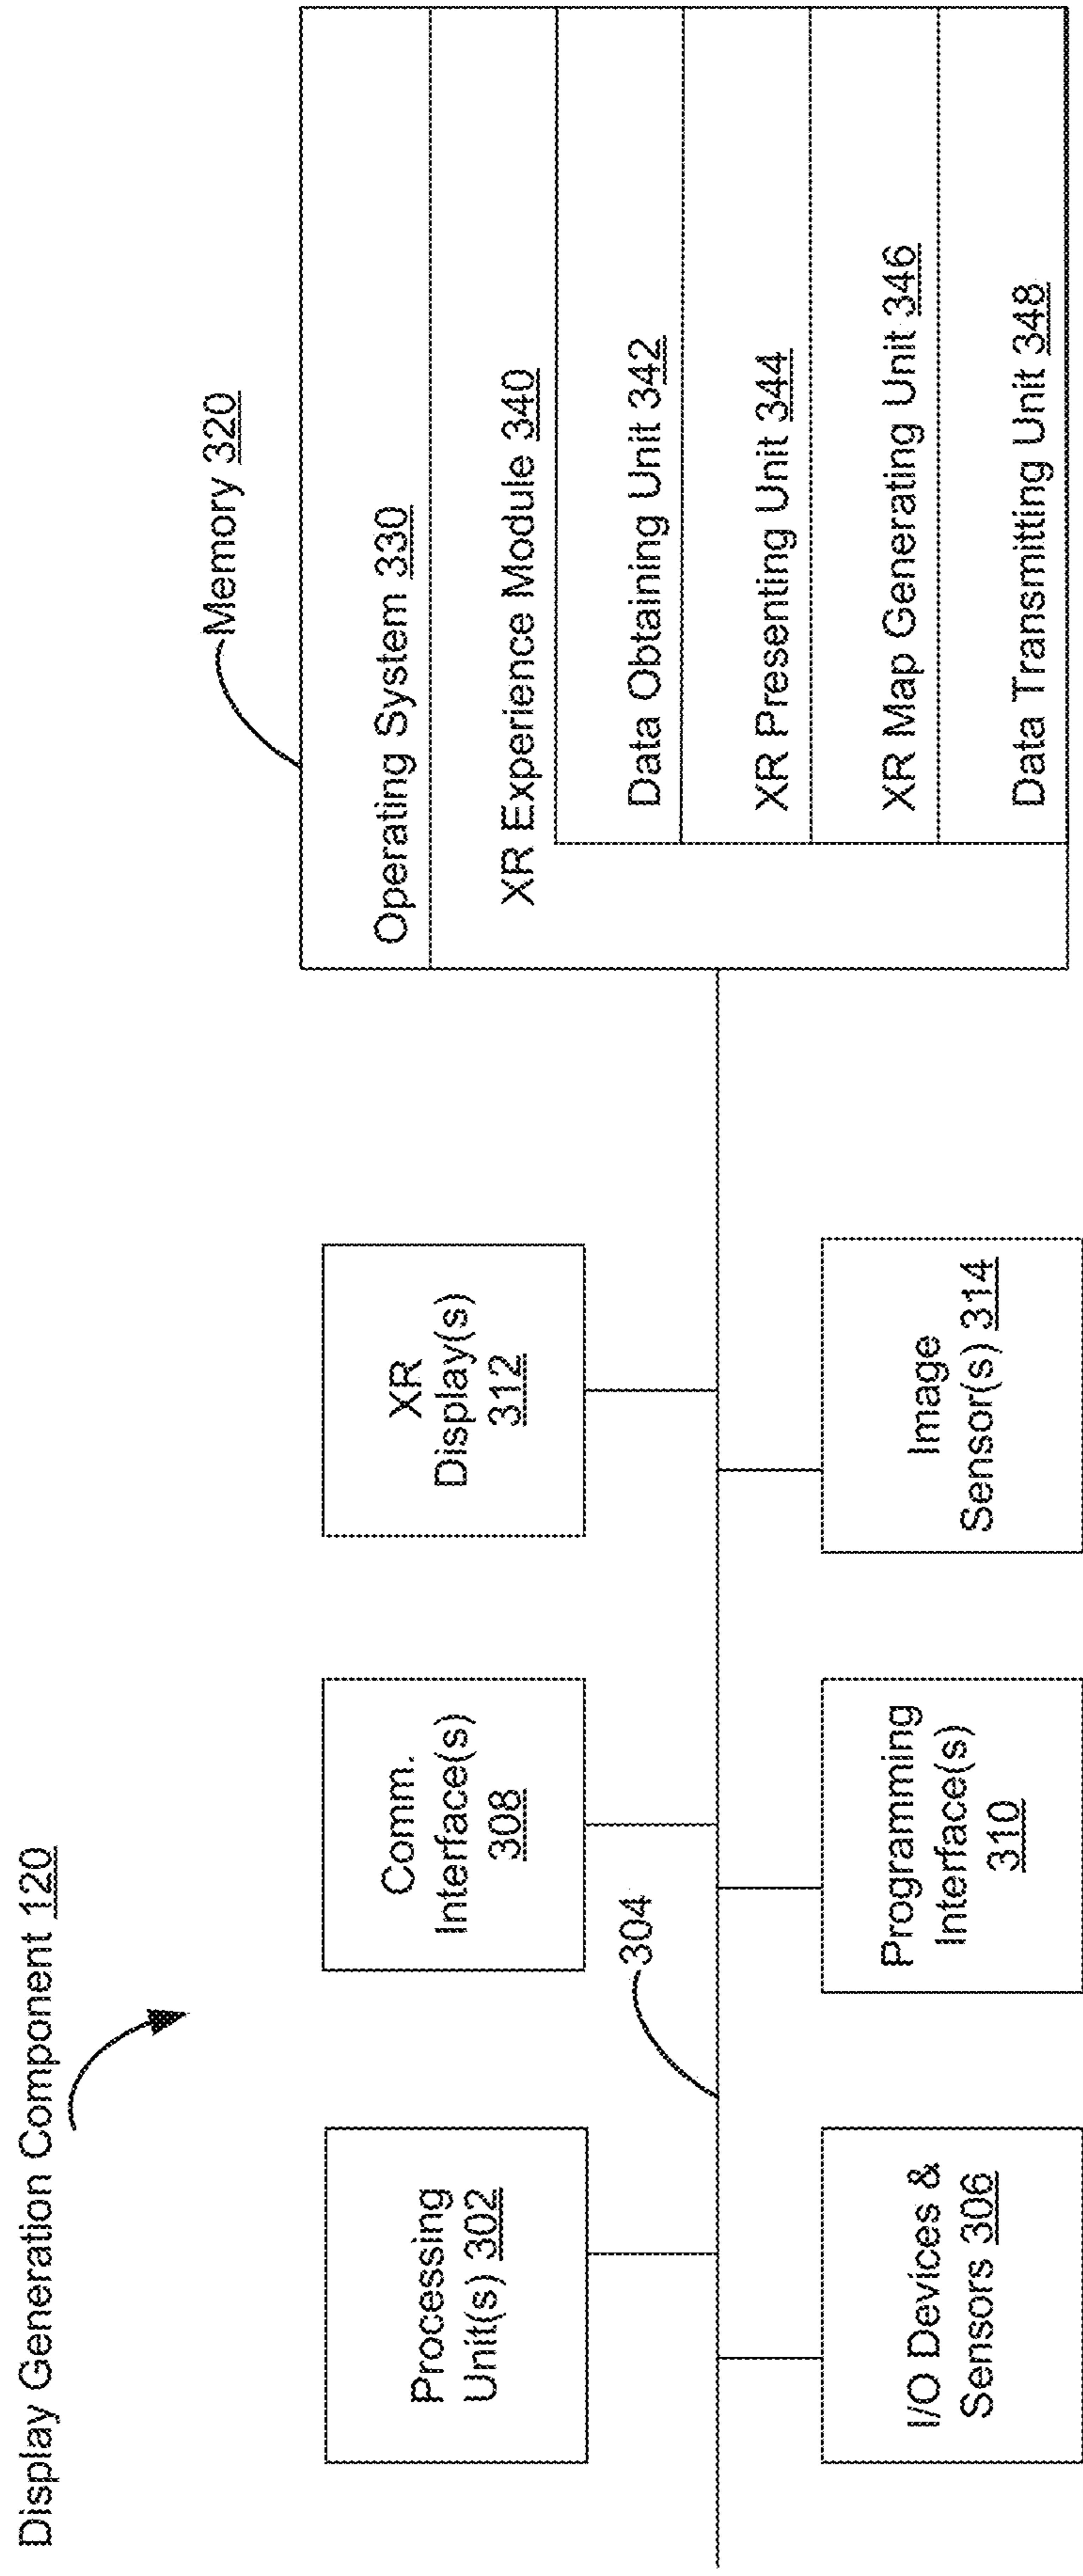 Display Generation Component 120
Processing
Unit(s) 302
Comm.
Interface(s)
308
XR
Display(s)
312
304
I/O Devices &
Sensors 306
Programming
Interface(s)
310
Image
Sensor(s) 314
Memory 320
Operating System 330
XR Experience Module 340
Data Obtaining Unit 342
XR Presenting Unit 344
XR Map Generating Unit 346
Data Transmitting Unit 348